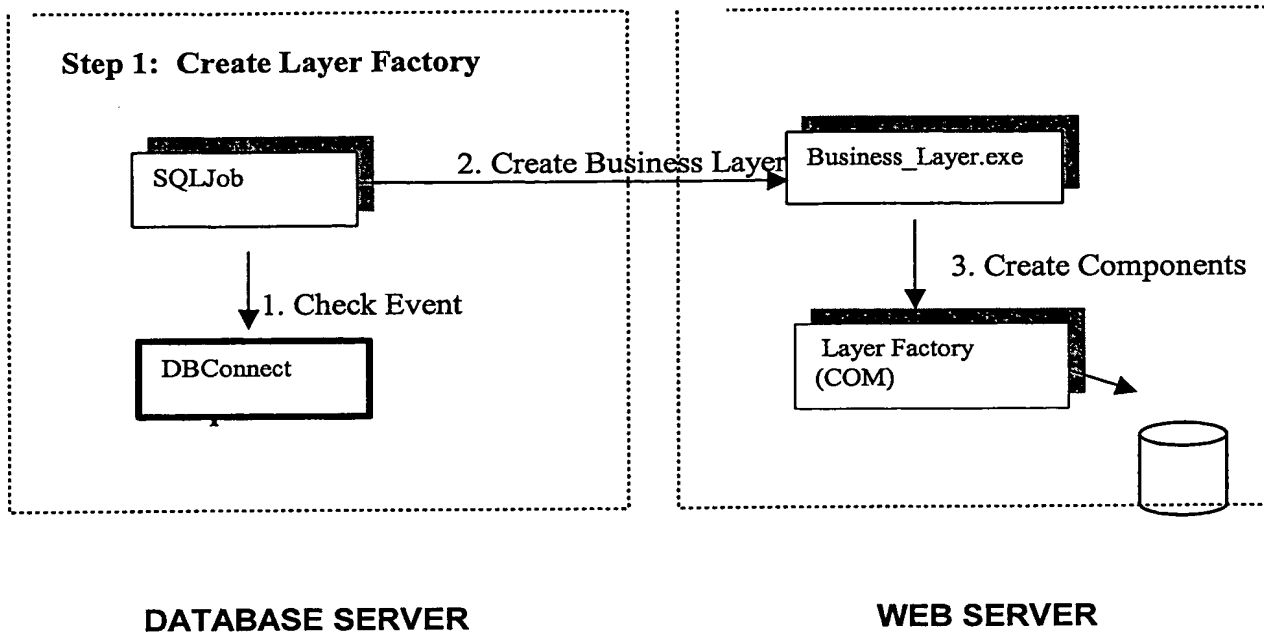 Step 1: Create Layer Factory
SQLJob
2. Create Business Layer
Business_Layer.exe
1. Check Event
3. Create Components
DBConnect
Layer Factory
(COM)
DATABASE SERVER
WEB SERVER